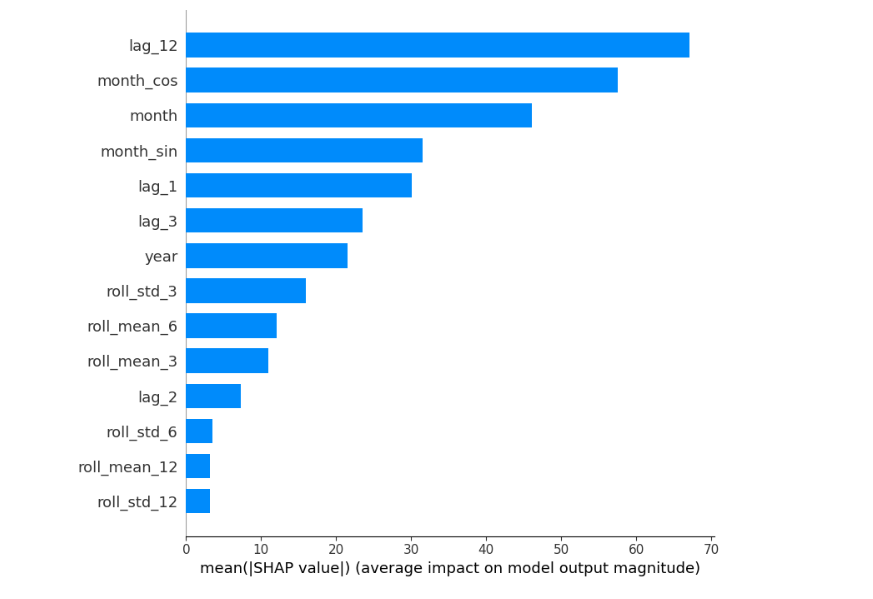 lag_12
month_cos
month
month_sin
lag_1
lag_3
year
roll_std_3
roll_mean_6
roll_mean_3
lag_2
roll_std_6
roll_mean_12
roll_std_12
0 10 20 30 40 50 60 70
mean(|SHAP value|) (average impact on model output magnitude)